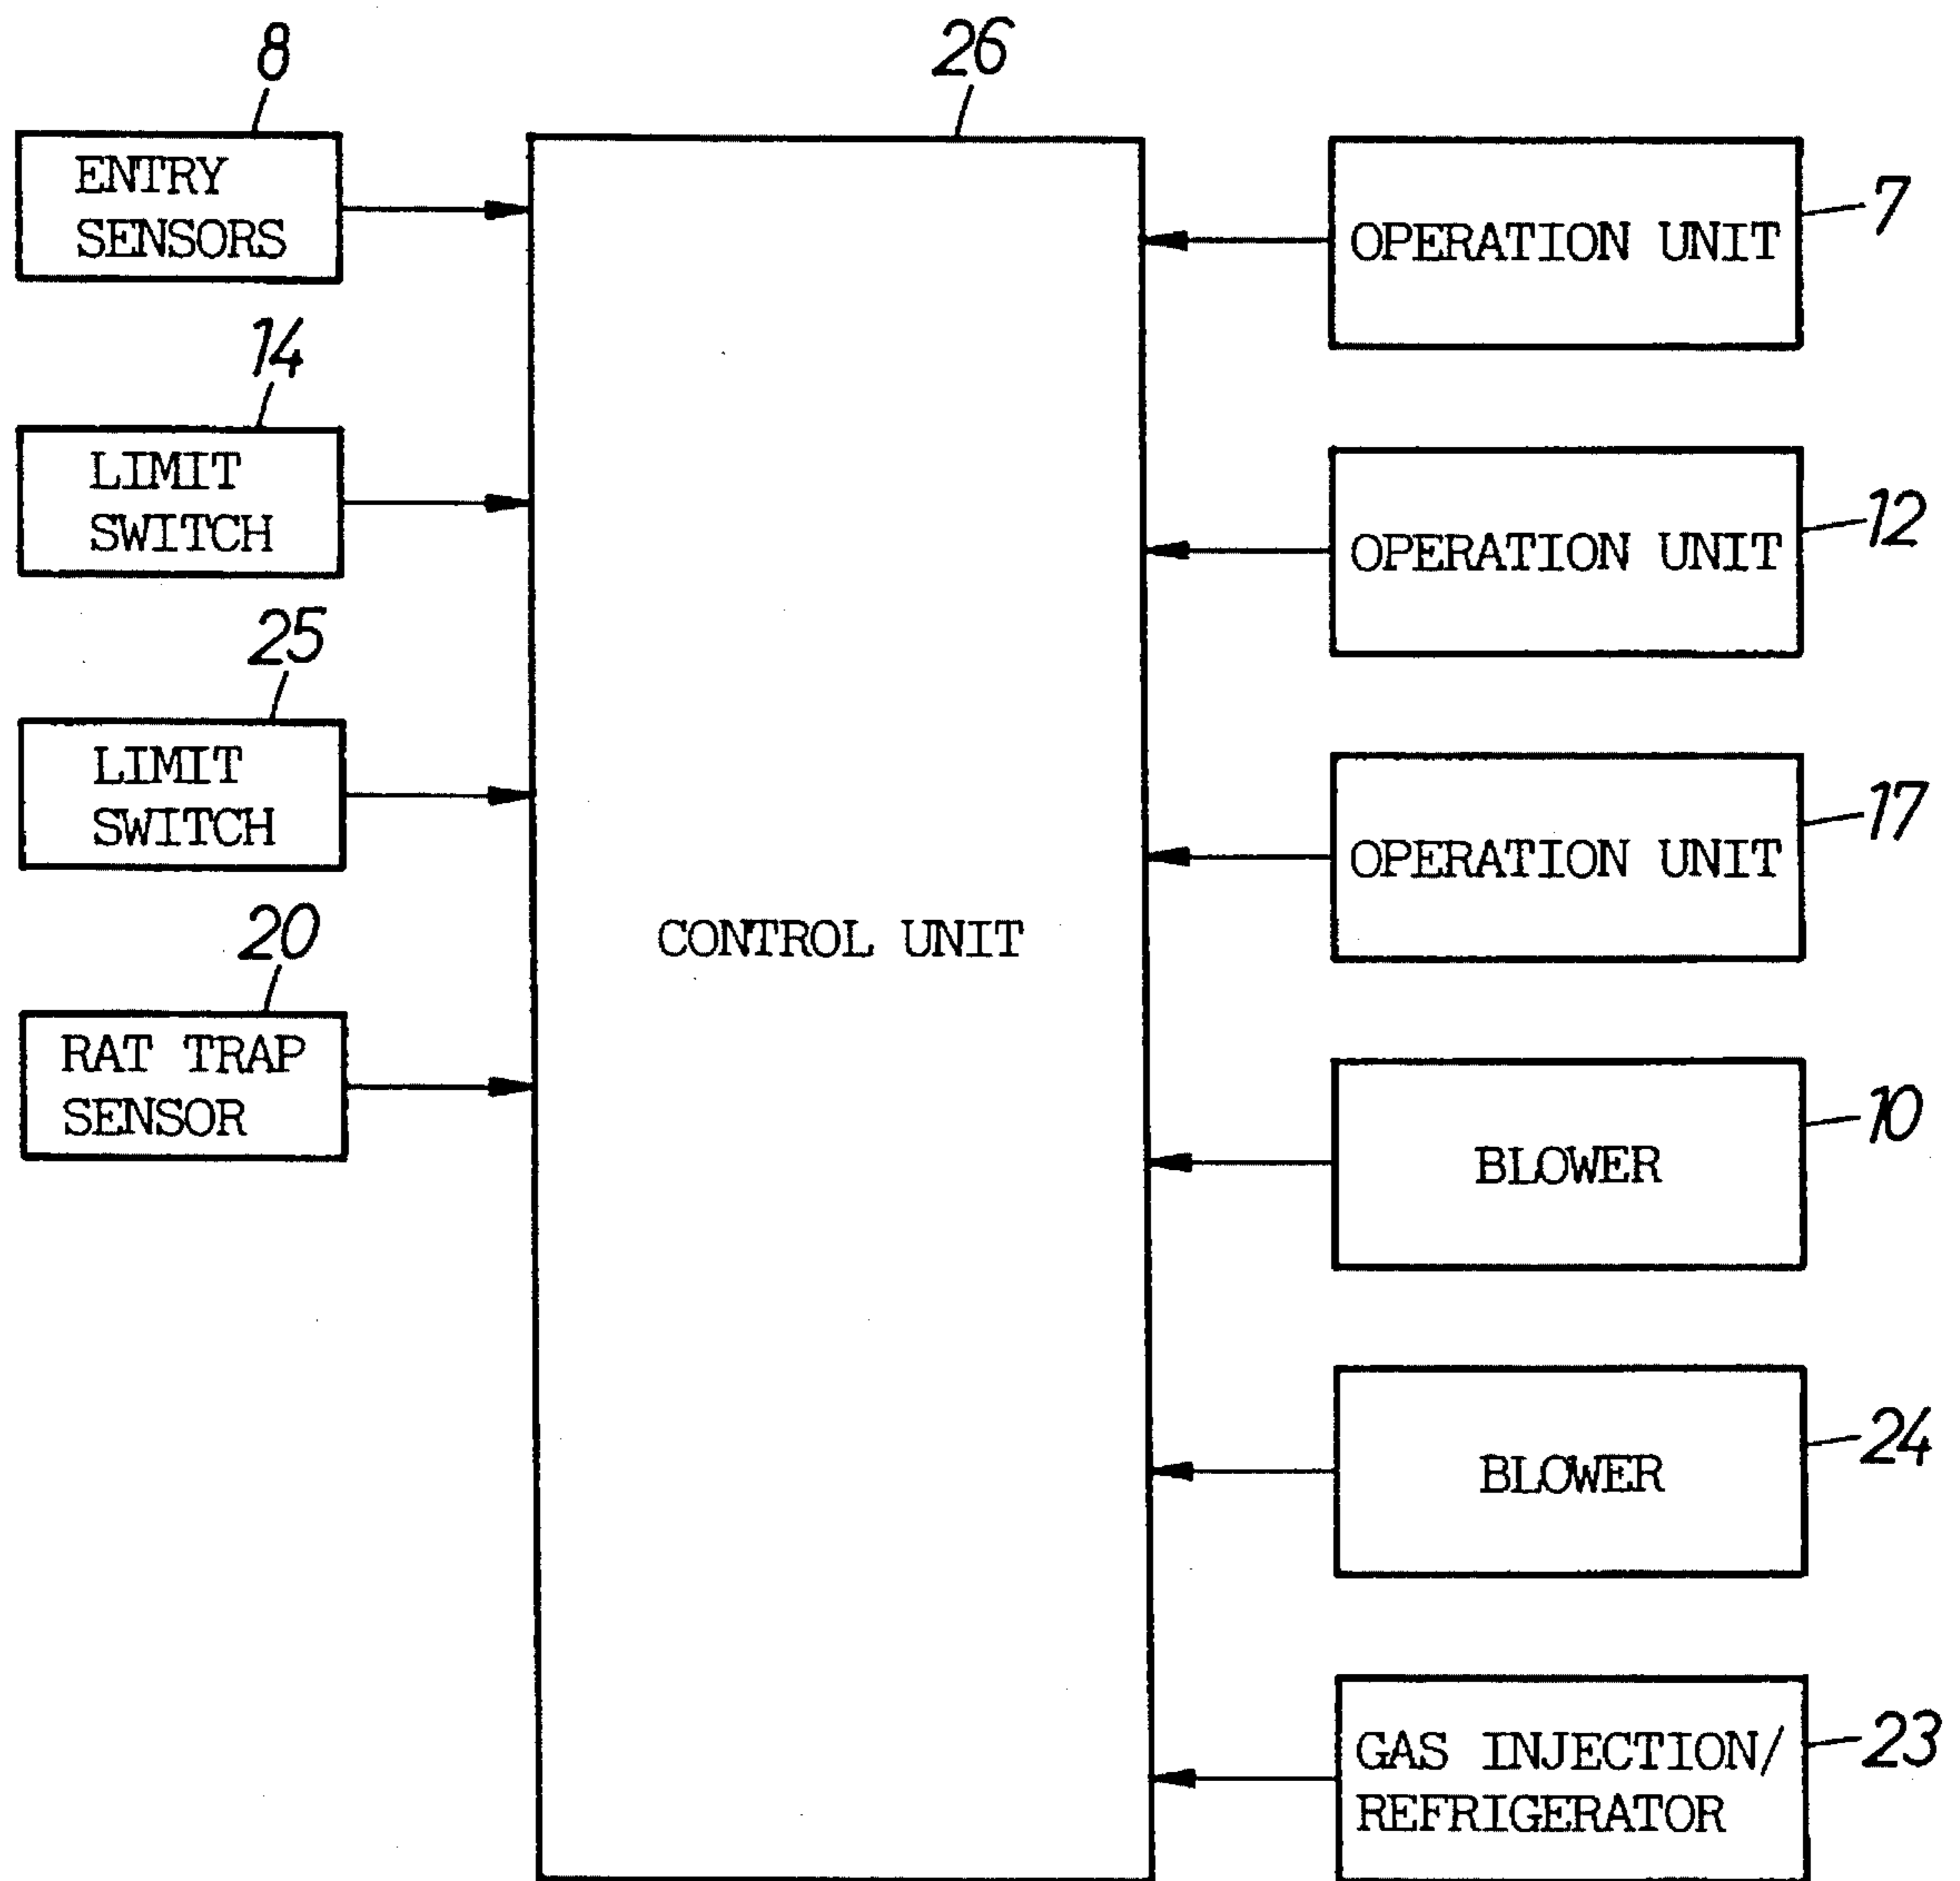 8
ENTRY
SENSORS
14
LIMIT
SWITCH
25
LIMIT
SWITCH
20
RAT TRAP
SENSOR
26
CONTROL UNIT
OPERATION UNIT
7
OPERATION UNIT
12
OPERATION UNIT
17
BLOWER
10
BLOWER
24
GAS INJECTION/
REFRIGERATOR
23